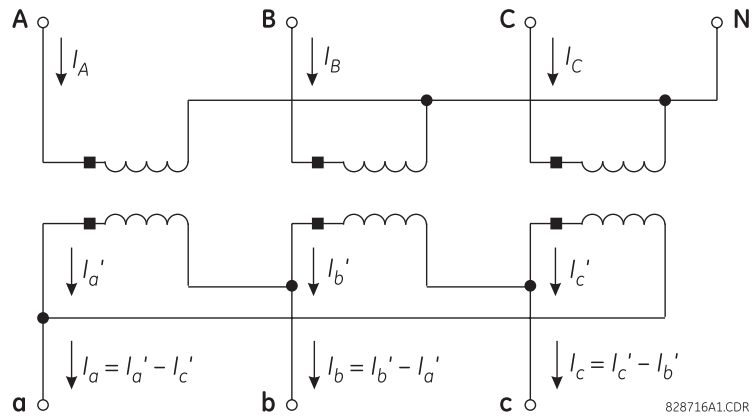 A B C N
I_A I_B I_C
I_a' I_b' I_c'
I_a = I_a' – I_c' I_b = I_b' – I_a' I_c = I_c' – I_b'
a b c
828716A1.CDR